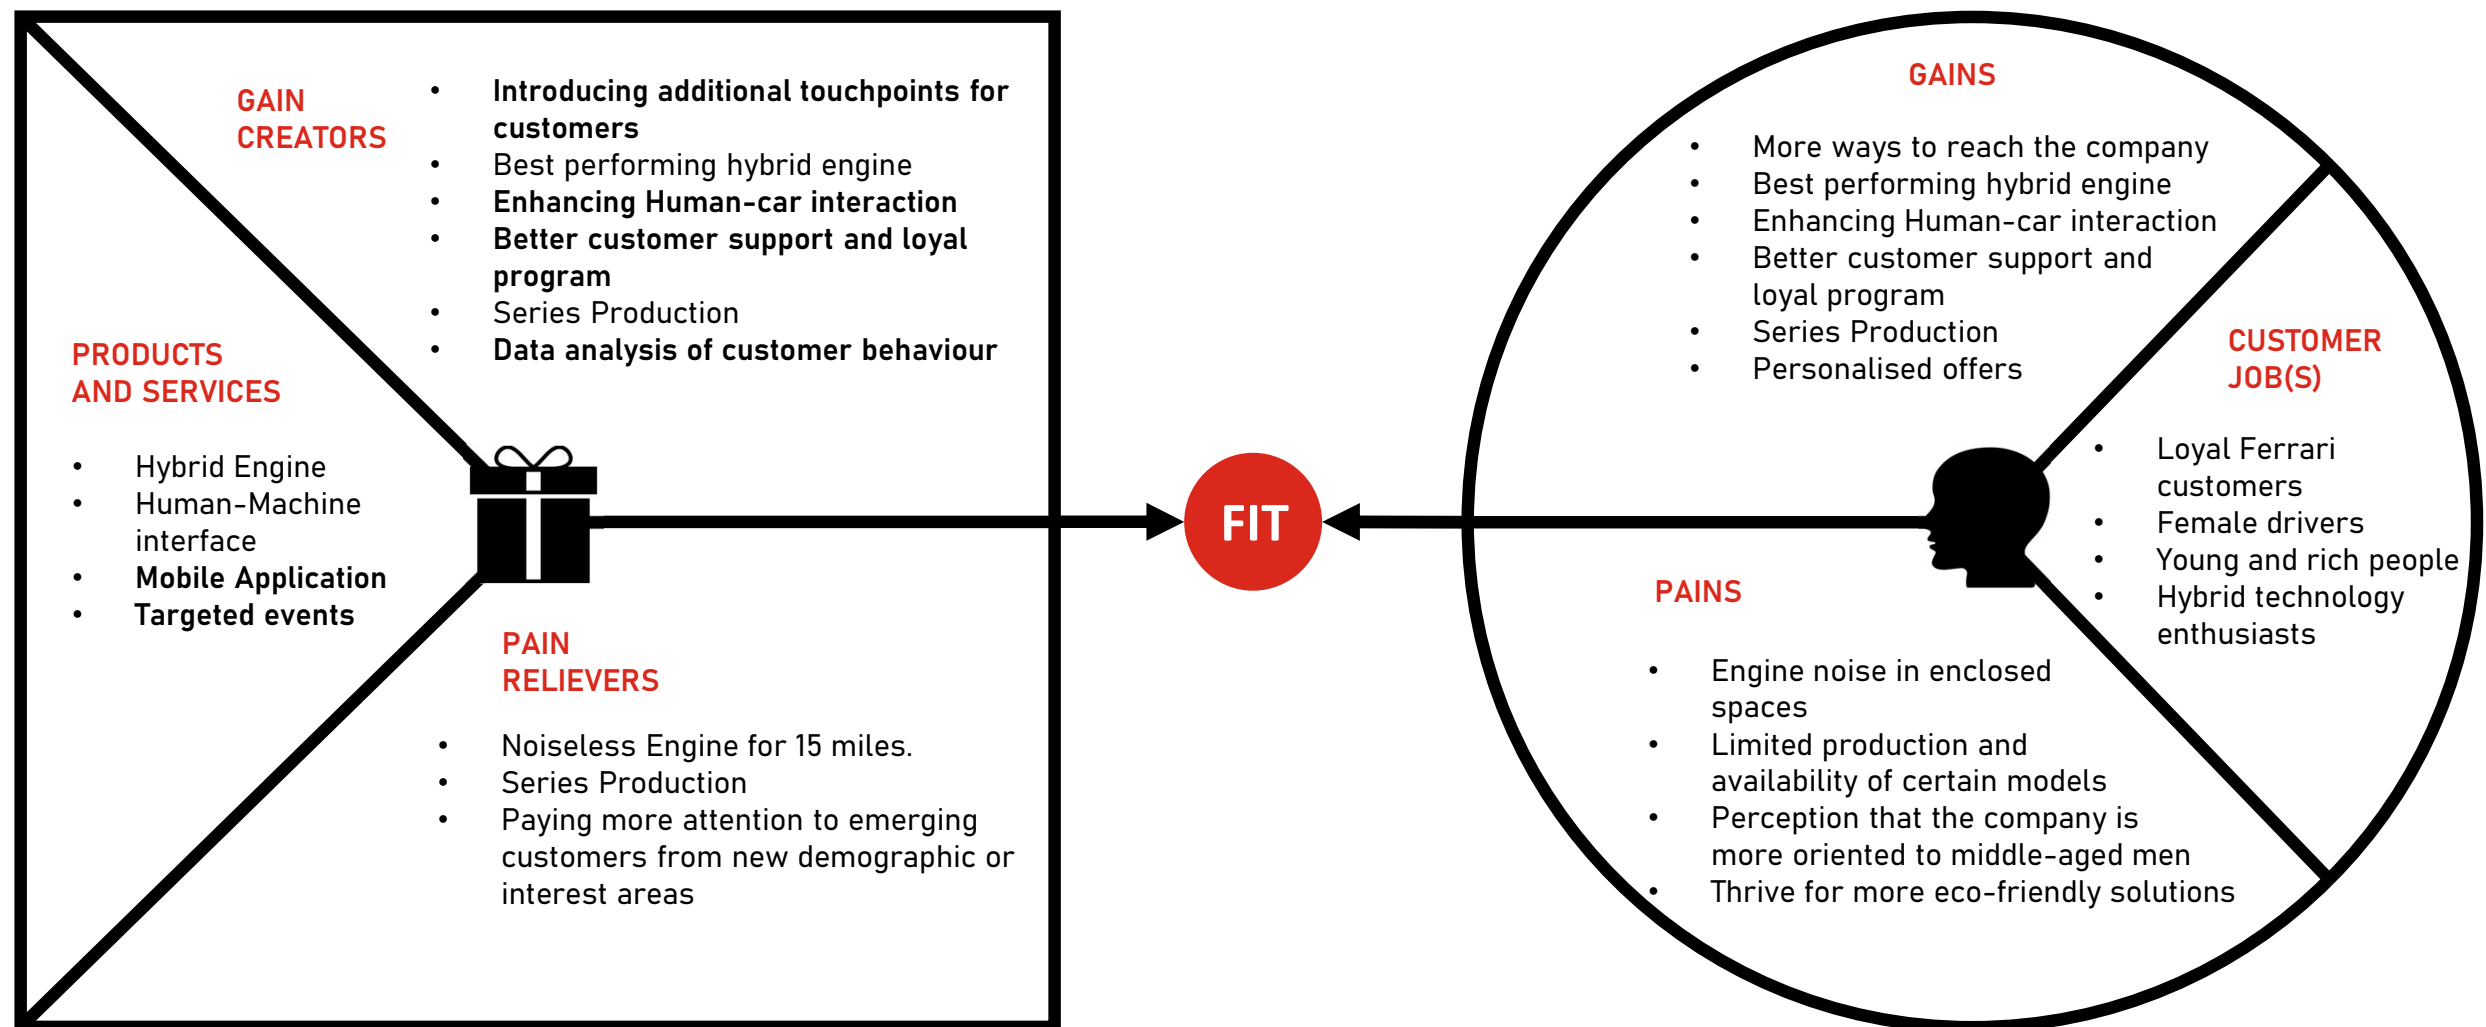 GAIN
CREATORS
• Introducing additional touchpoints for
customers
• Best performing hybrid engine
• Enhancing Human-car interaction
• Better customer support and loyal
program
• Series Production
• Data analysis of customer behaviour
PRODUCTS
AND SERVICES
• Hybrid Engine
• Human-Machine
interface
• Mobile Application
• Targeted events
PAIN
RELIEVERS
• Noiseless Engine for 15 miles.
• Series Production
• Paying more attention to emerging
customers from new demographic or
interest areas
FIT
GAINS
• More ways to reach the company
• Best performing hybrid engine
• Enhancing Human-car interaction
• Better customer support and
loyal program
• Series Production
• Personalised offers
CUSTOMER
JOB(S)
• Loyal Ferrari
customers
• Female drivers
• Young and rich people
• Hybrid technology
enthusiasts
PAINS
• Engine noise in enclosed
spaces
• Limited production and
availability of certain models
• Perception that the company is
more oriented to middle-aged men
• Thrive for more eco-friendly solutions